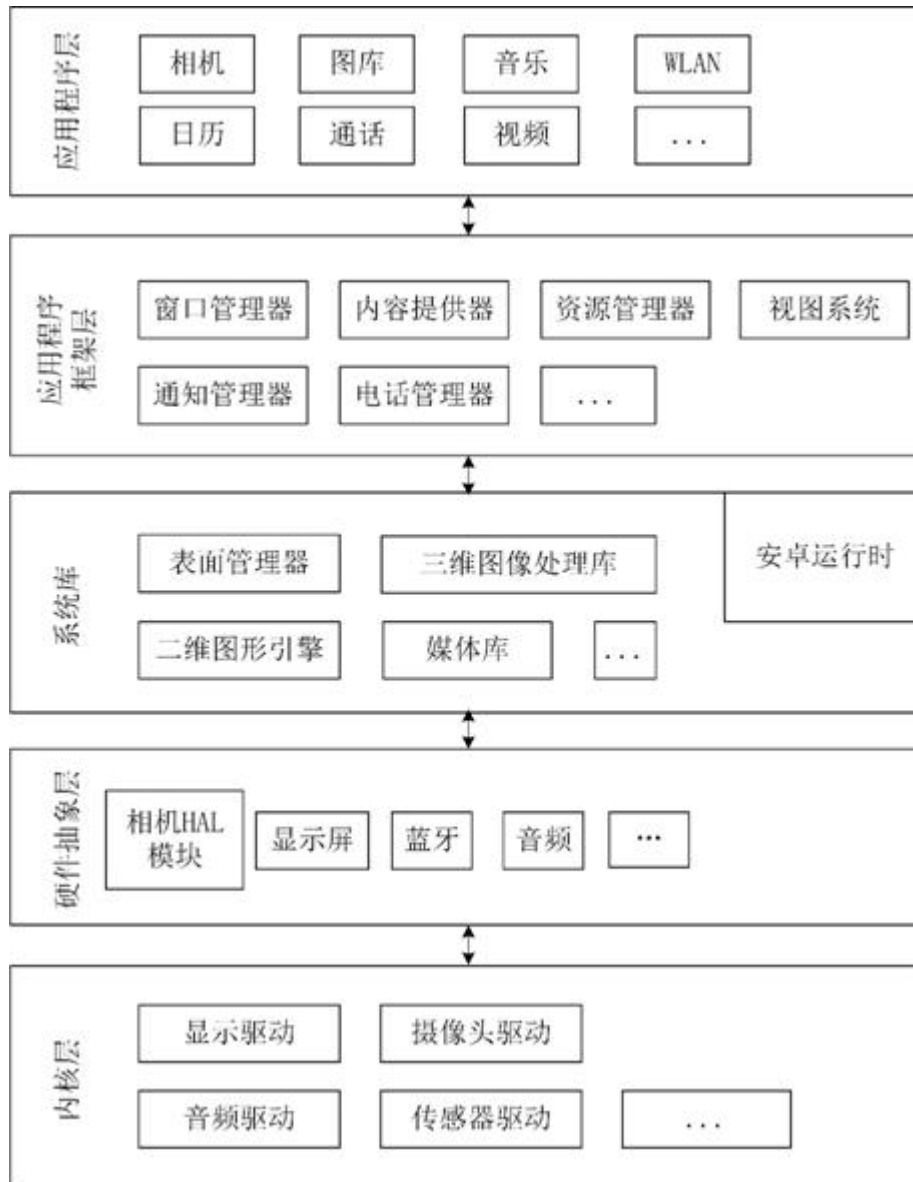 应用程序层
相机
图库
音乐
WLAN
日历
通话
视频
...
应用程序
框架层
窗口管理器
内容提供器
资源管理器
视图系统
通知管理器
电话管理器
...
系统库
表面管理器
三维图像处理库
安卓运行时
二维图形引擎
媒体库
...
硬件抽象层
相机HAL
模块
显示屏
蓝牙
音频
...
内核层
显示驱动
摄像头驱动
音频驱动
传感器驱动
...